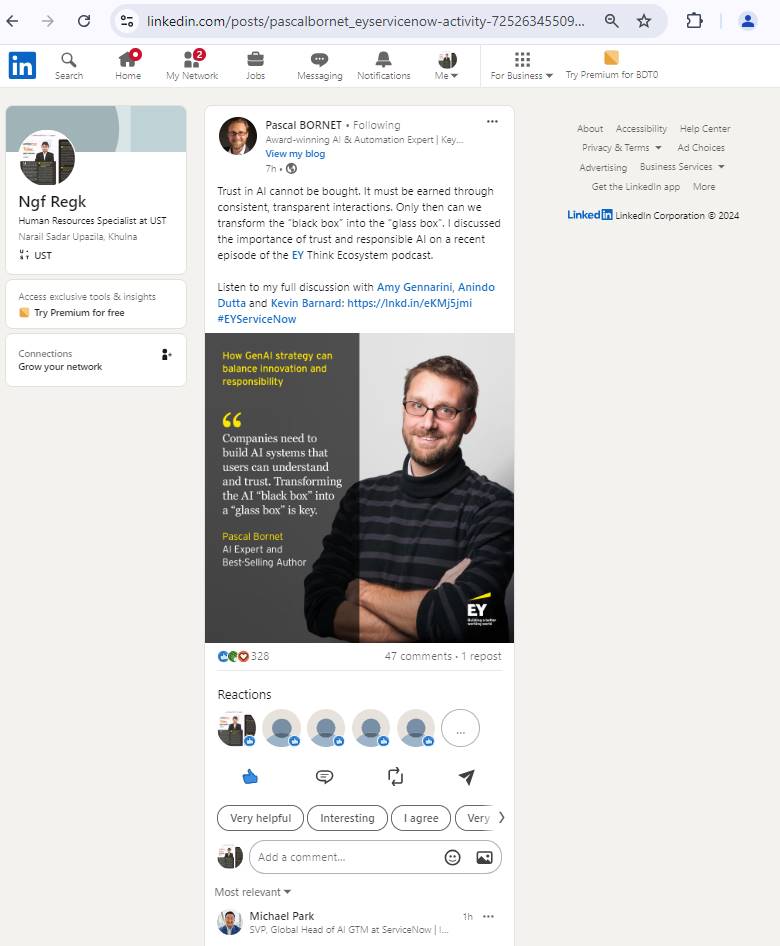 linkedin.com/posts/pascalbornet_eyservicenow-activity-72526345509...
in
Search
Home
2
My Network
Jobs
Messaging
Notifications
Me
For Business
Try Premium for BDT0
Ngf Regk
Human Resources Specialist at UST
Narail Sadar Upazila, Khulna
UST
Access exclusive tools & insights
Try Premium for free
Connections
Grow your network
Pascal BORNET • Following
Award-winning AI & Automation Expert | Key...
View my blog
7h •
Trust in AI cannot be bought. It must be earned through
consistent, transparent interactions. Only then can we
transform the "black box" into the "glass box". I discussed
the importance of trust and responsible AI on a recent
episode of the EY Think Ecosystem podcast.
Listen to my full discussion with Amy Gennarini, Anindo
Dutta and Kevin Barnard: https://lnkd.in/eKMj5jmi
#EYServiceNow
How GenAI strategy can
balance innovation and
responsibility
“
Companies need to
build AI systems that
users can understand
and trust. Transforming
the AI “black box” into
a “glass box” is key.
Pascal Bornet
AI Expert and
Best-Selling Author
EY
Building a better
working world
328
47 comments • 1 repost
Reactions
...
Very helpful
Interesting
I agree
Very
Add a comment...
Most relevant
Michael Park
1h
SVP, Global Head of AI GTM at ServiceNow | I...
About Accessibility Help Center
Privacy & Terms Ad Choices
Advertising Business Services
Get the LinkedIn app More
LinkedIn LinkedIn Corporation © 2024